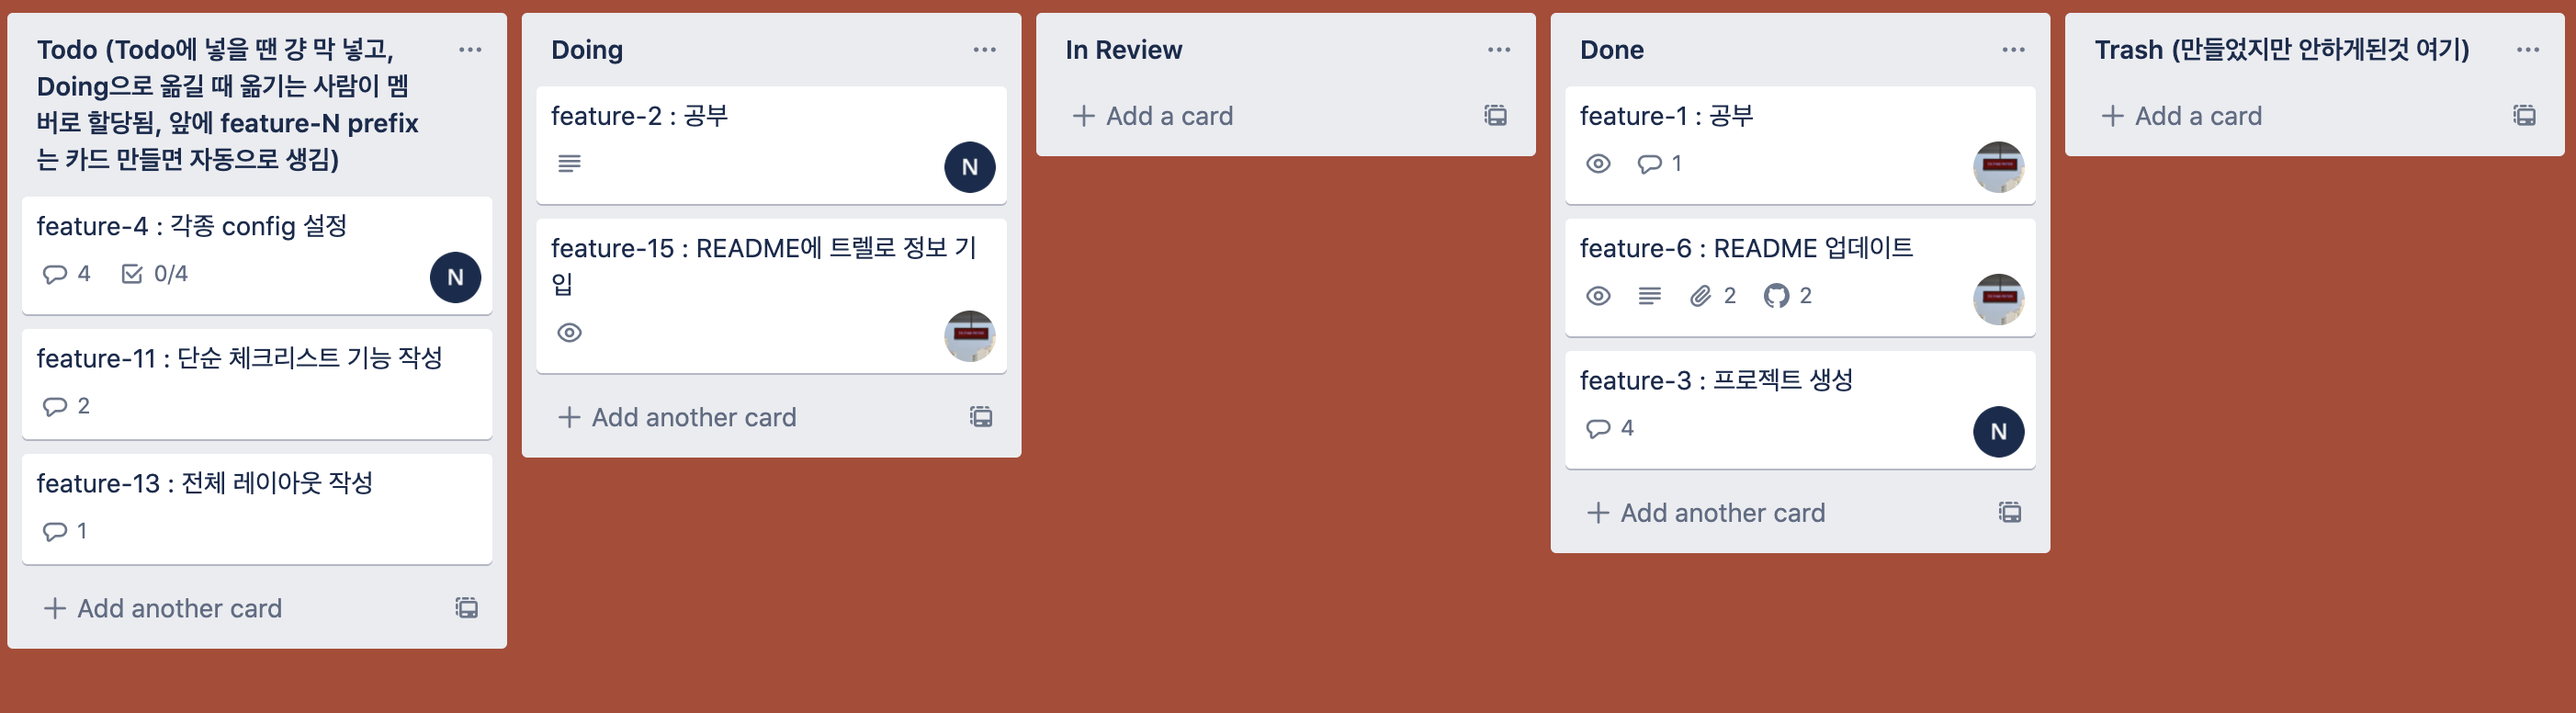 Todo (Todo에 넣을 땐 걍 막 넣고,
Doing으로 옮길 때 옮기는 사람이 멤
버로 할당됨, 앞에 feature-N prefix
는 카드 만들면 자동으로 생김)
feature-4 : 각종 config 설정
4 0/4
N
feature-11 : 단순 체크리스트 기능 작성
2
feature-13 : 전체 레이아웃 작성
1
+ Add another card
Doing
feature-2 : 공부
N
feature-15 : README에 트렐로 정보 기
입
+ Add another card
In Review
+ Add a card
Done
feature-1 : 공부
1
feature-6 : README 업데이트
2 2
feature-3 : 프로젝트 생성
4
N
+ Add another card
Trash (만들었지만 안하게된것 여기)
+ Add a card